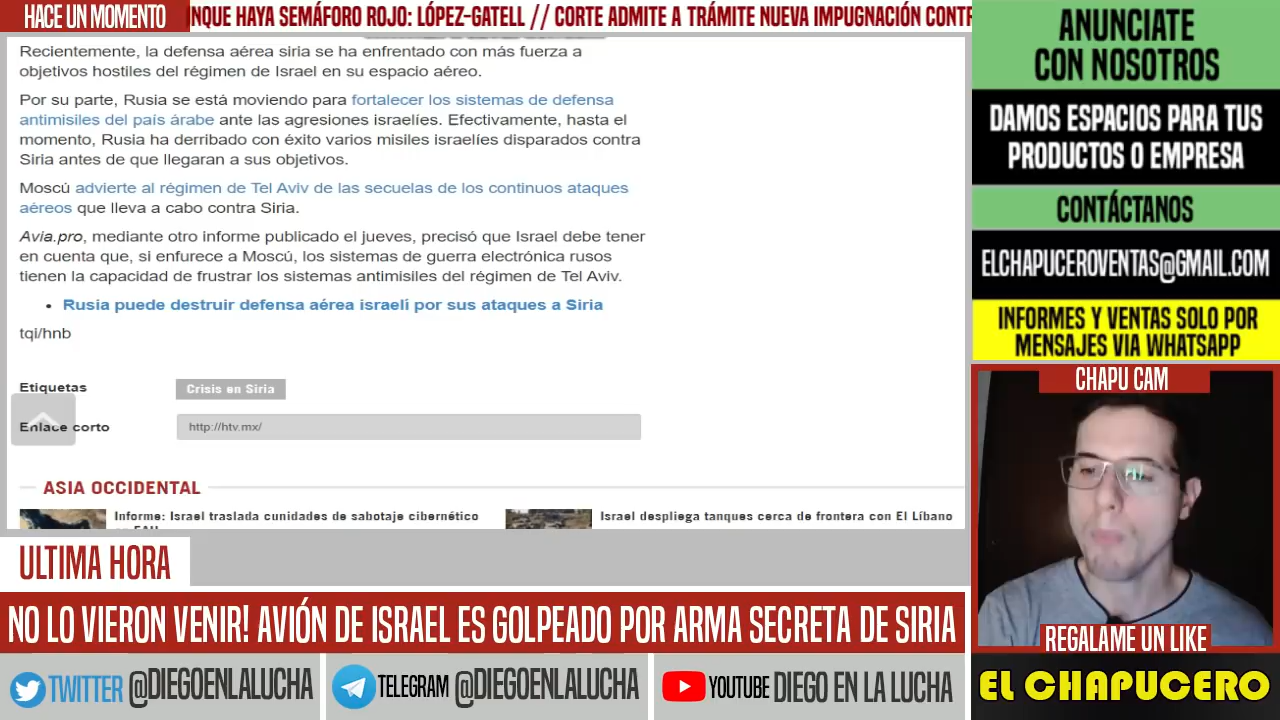 HACE UN MOMENTO
NQUE HAYA SEMÁFORO ROJO: LÓPEZ-GATELL // CORTE ADMITE A TRÁMITE NUEVA IMPUGNACIÓN CONTR
Recientemente, la defensa aérea siria se ha enfrentado con más fuerza a
objetivos hostiles del régimen de Israel en su espacio aéreo.
Por su parte, Rusia se está moviendo para fortalecer los sistemas de defensa
antimisiles del país árabe ante las agresiones israelíes. Efectivamente, hasta el
momento, Rusia ha derribado con éxito varios misiles israelíes disparados contra
Siria antes de que llegaran a sus objetivos.
Moscú advierte al régimen de Tel Aviv de las secuelas de los continuos ataques
aéreos que lleva a cabo contra Siria.
Avia.pro, mediante otro informe publicado el jueves, precisó que Israel debe tener
en cuenta que, si enfurece a Moscú, los sistemas de guerra electrónica rusos
tienen la capacidad de frustrar los sistemas antimisiles del régimen de Tel Aviv.
• Rusia puede destruir defensa aérea israelí por sus ataques a Siria
tqi/hnb
Etiquetas
Crisis en Siria
Enlace corto
http://htv.mx/
ASIA OCCIDENTAL
Informe: Israel traslada cunidades de sabotaje cibernético
Israel despliega tanques cerca de frontera con El Líbano
ULTIMA HORA
NO LO VIERON VENIR! AVIÓN DE ISRAEL ES GOLPEADO POR ARMA SECRETA DE SIRIA
TWITTER @DIEGOENLALUCHA
TELEGRAM @DIEGOENLALUCHA
YOUTUBE DIEGO EN LA LUCHA
ANUNCIATE
CON NOSOTROS
DAMOS ESPACIOS PARA TUS
PRODUCTOS O EMPRESA
CONTÁCTANOS
ELCHAPUCEROVENTAS@GMAIL.COM
INFORMES Y VENTAS SOLO POR
MENSAJES VIA WHATSAPP
CHAPU CAM
REGALAME UN LIKE
EL CHAPUCERO